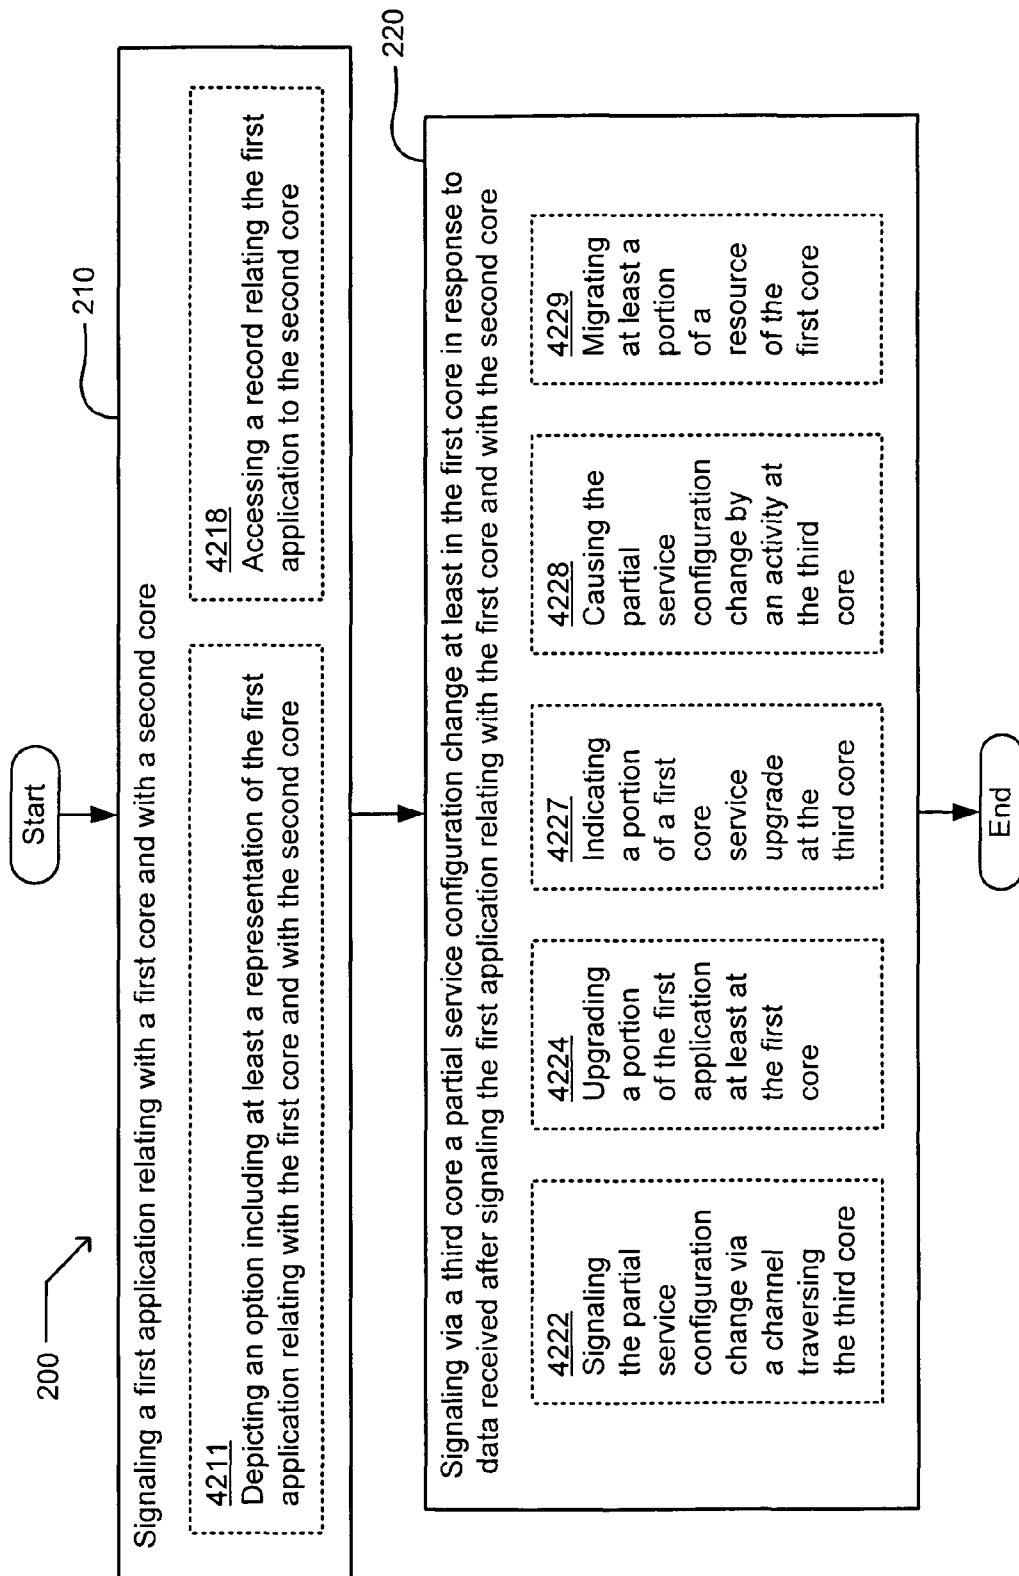 200
Start
210
Signaling a first application relating with a first core and with a second core
4211
Depicting an option including at least a representation of the first
application relating with the first core and with the second core
4218
Accessing a record relating the first
application to the second core
220
Signaling via a third core a partial service configuration change at least in the first core in response to
data received after signaling the first application relating with the first core and with the second core
4222
Signaling
the partial
service
configuration
change via
a channel
traversing
the third core
4224
Upgrading
a portion
of the first
application
at least at
the first
core
4227
Indicating
a portion
of a first
core
service
upgrade
at the
third core
4228
Causing the
partial
service
configuration
change by
an activity at
the third
core
4229
Migrating
at least a
portion
of a
resource
of the
first core
End